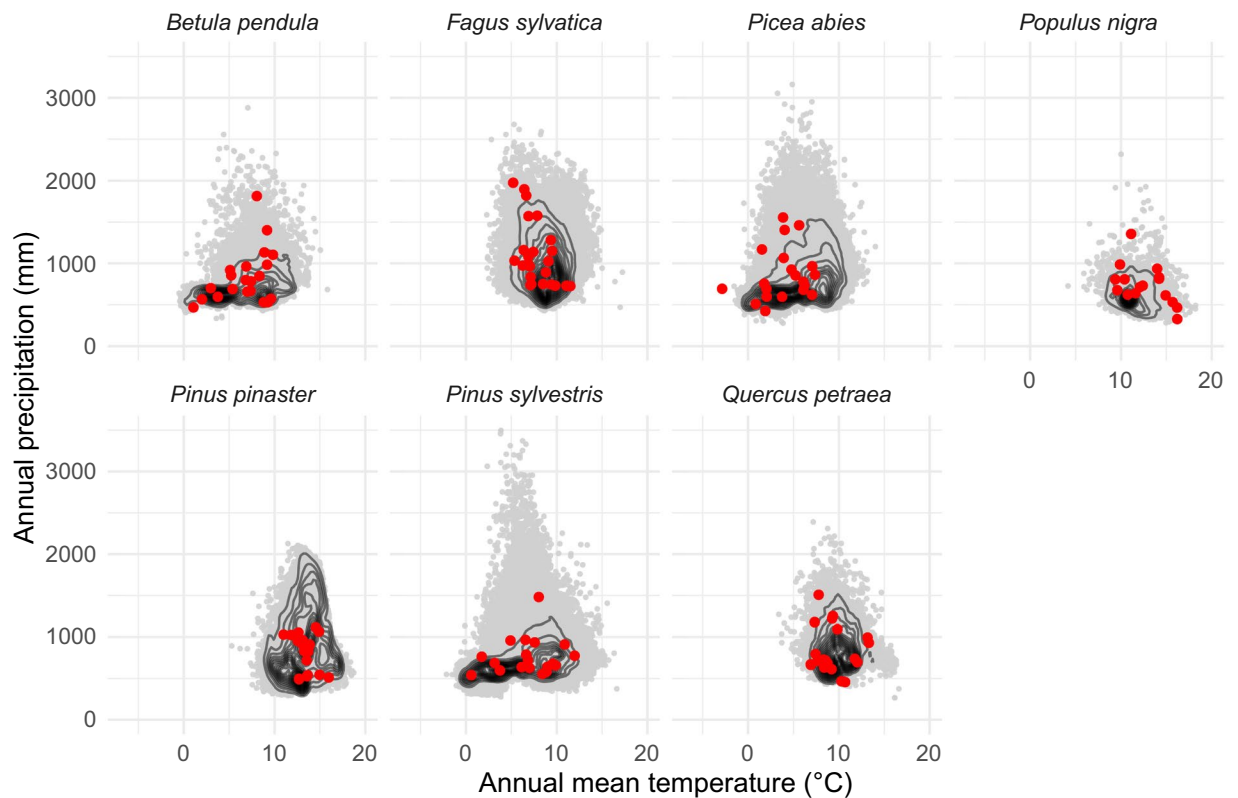 Betula pendula Fagus sylvatica Picea abies Populus nigra
3000
2000
1000
0
0 10 20
Pinus pinaster Pinus sylvestris Quercus petraea
3000
2000
1000
0
0 10 20 0 10 20 0 10 20
Annual mean temperature (°C)
Annual precipitation (mm)